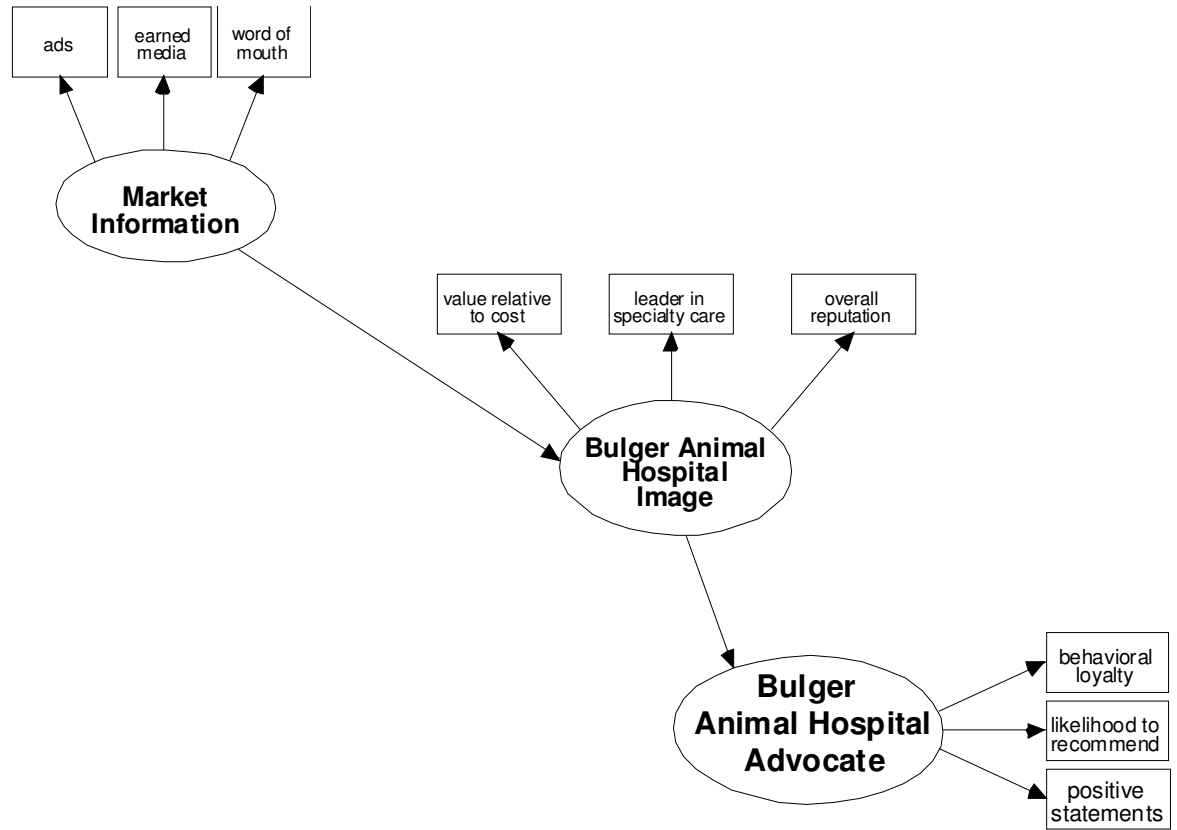 ads
earned
media
word of
mouth
Market
Information
value relative
to cost
leader in
specialty care
overall
reputation
Bulger Animal
Hospital
Image
Bulger
Animal Hospital
Advocate
behavioral
loyalty
likelihood to
recommend
positive
statements